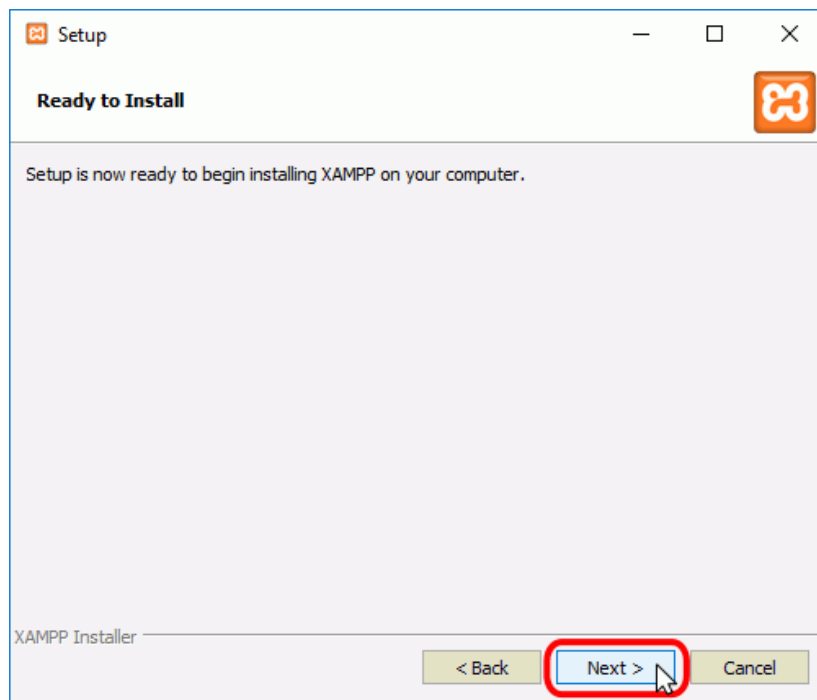 Setup
Ready to Install
Setup is now ready to begin installing XAMPP on your computer.
XAMPP Installer
< Back
Next >
Cancel